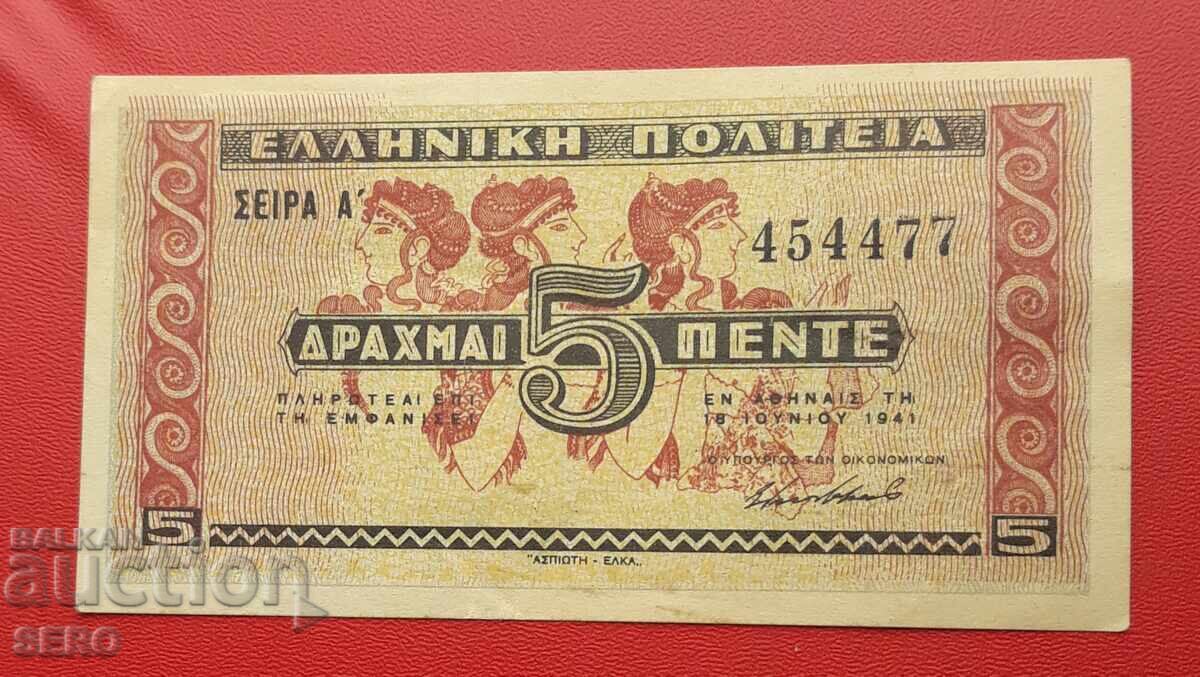 ΕΛΛΗΝΙΚΗ ΠΟΛΙΤΕΙΑ
ΣΕΙΡΑ Α΄
454477
ΔΡΑΧΜΑΙ 5 ΠΕΝΤΕ
ΠΛΗΡΩΤΕΑΙ ΕΠΙ
ΤΗ ΕΜΦΑΝΙΣΕΙ
ΕΝ ΑΘΗΝΑΙΣ ΤΗ
18 ΙΟΥΝΙΟΥ 1941
Ο ΥΠΟΥΡΓΟΣ ΤΩΝ ΟΙΚΟΝΟΜΙΚΩΝ
5 5
"ΑΣΠΙΩΤΗ - ΕΛΚΑ,,
BALKAN
auction
SERO